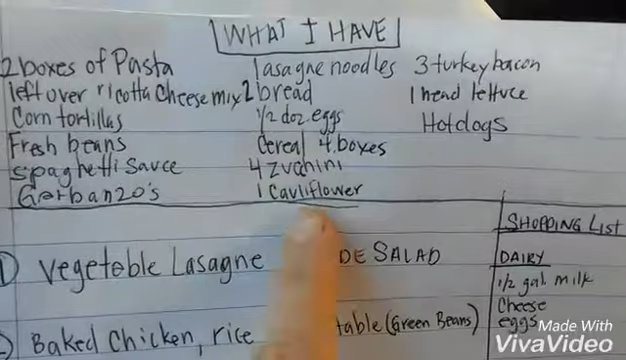 WHAT I HAVE
2 boxes of Pasta
left over ricotta cheese mix
Corn tortillas
Fresh beans
Spaghetti Sauce
Gerbanzo's
lasagne noodles
2 bread
1/2 doz eggs
Cereal 4 boxes
4 zuchini
1 Cauliflower
3 turkey bacon
1 head lettuce
Hotdogs
1) Vegetable Lasagne DE SALAD
Baked Chicken, rice table (Green Beans)
SHOPPING LIST
DAIRY
1/2 gal milk
Cheese
eggs
Made With
VivaVideo